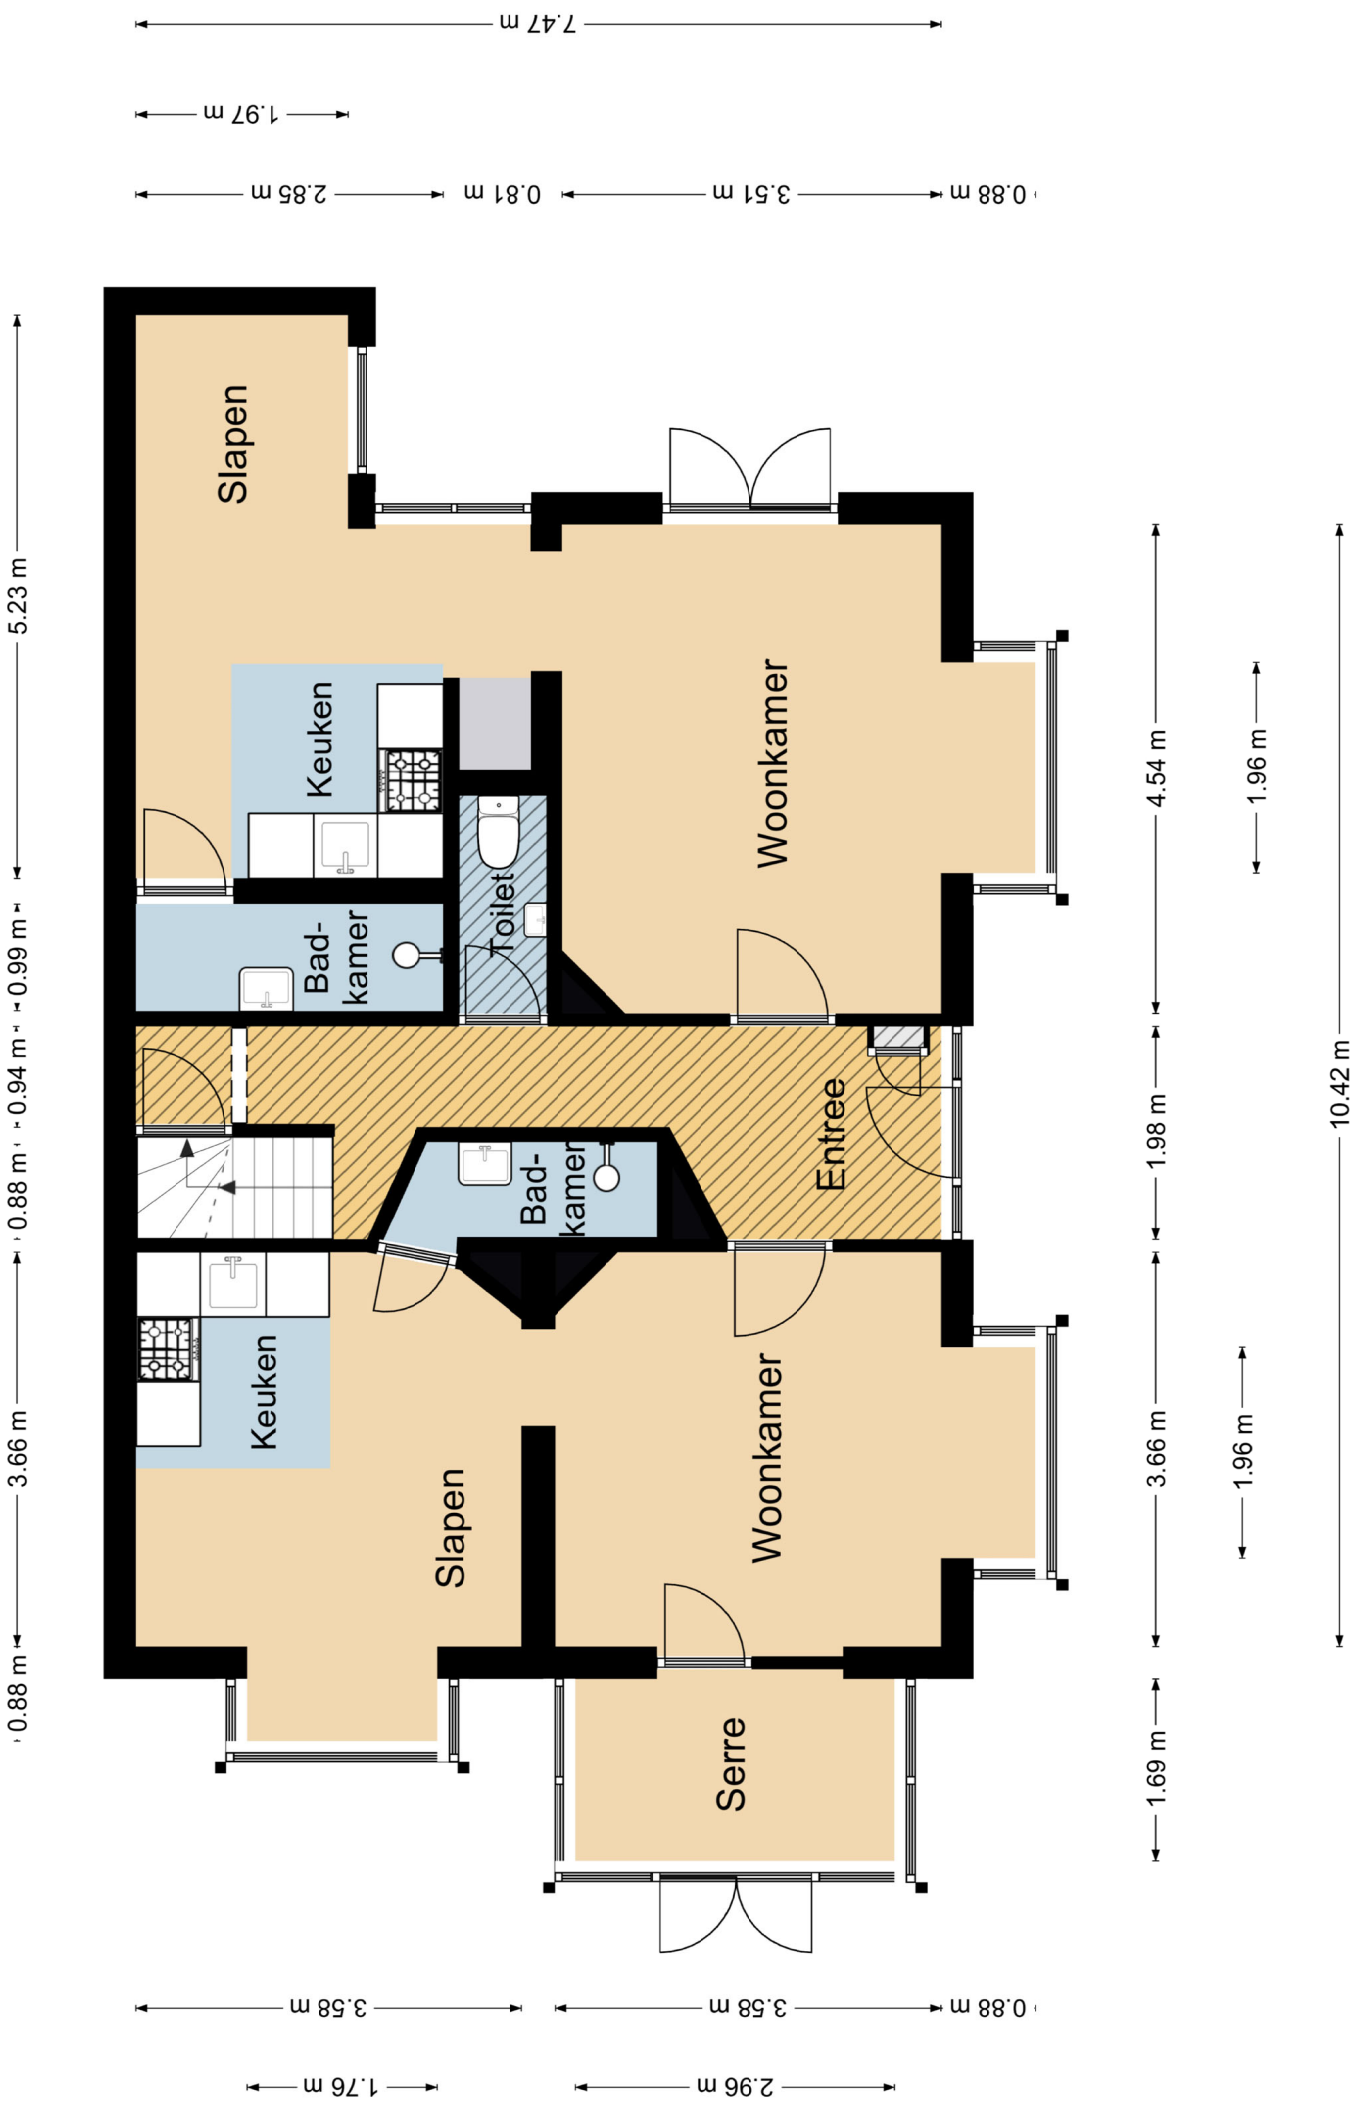 7.47 m
1.97 m
2.85 m
0.81 m
3.51 m
0.88
Slapen
5.23 m
Keuken
Woonkamer
4.54 m
1.96 m
Toilet
Bad-
kamer
0.99 m
0.94 m
0.88 m
Entree
1.98 m
10.42 m
Bad-
kamer
Keuken
3.66 m
Slapen
Woonkamer
3.66 m
1.96 m
0.88 m
Serre
1.69 m
3.58 m
3.58 m
0.88 m
1.76 m
2.96 m